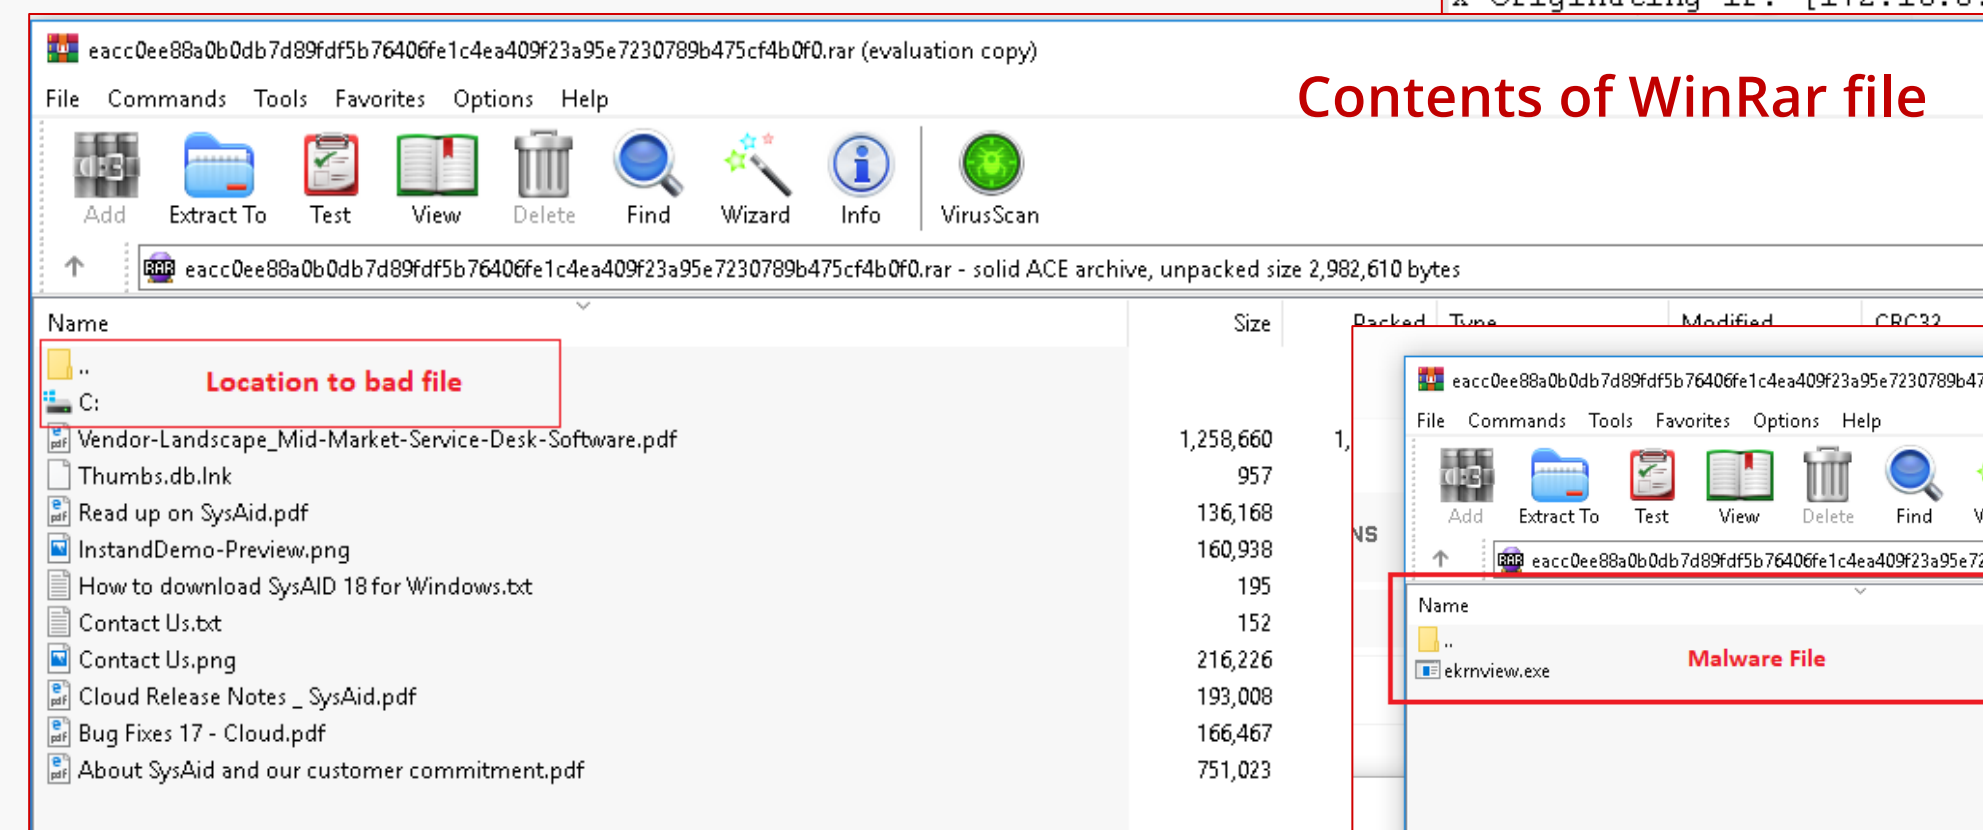 eacc0ee88a0b0db7d89fdf5b76406fe1c4ea409f23a95e7230789b475cf4b0f0.rar (evaluation copy)
File Commands Tools Favorites Options Help
Contents of WinRar file
Add Extract To Test View Delete Find Wizard Info VirusScan
eacc0ee88a0b0db7d89fdf5b76406fe1c4ea409f23a95e7230789b475cf4b0f0.rar - solid ACE archive, unpacked size 2,982,610 bytes
Name Size Packed Type Modified CRC32
..
Location to bad file
C:
Vendor-Landscape_Mid-Market-Service-Desk-Software.pdf 1,258,660 1,
Thumbs.db.lnk 957
Read up on SysAid.pdf 136,168
InstandDemo-Preview.png 160,938
How to download SysAID 18 for Windows.txt 195
Contact Us.txt 152
Contact Us.png 216,226
Cloud Release Notes _ SysAid.pdf 193,008
Bug Fixes 17 - Cloud.pdf 166,467
About SysAid and our customer commitment.pdf 751,023
NS
eacc0ee88a0b0db7d89fdf5b76406fe1c4ea409f23a95e7230789b47
File Commands Tools Favorites Options Help
Add Extract To Test View Delete Find
eacc0ee88a0b0db7d89fdf5b76406fe1c4ea409f23a95e72
Name
..
Malware File
ekrnview.exe